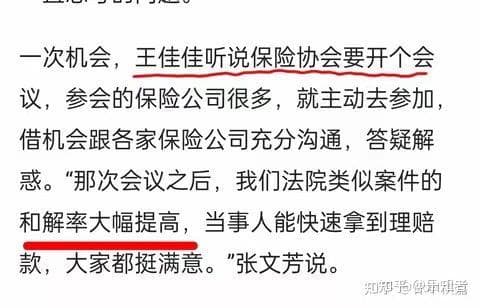 一次机会，王佳佳听说保险协会要开个会
议，参会的保险公司很多，就主动去参加，
借机会跟各家保险公司充分沟通，答疑解
惑。“那次会议之后，我们法院类似案件的
和解率大幅提高，当事人能快速拿到理赔
款，大家都挺满意。”张文芳说。